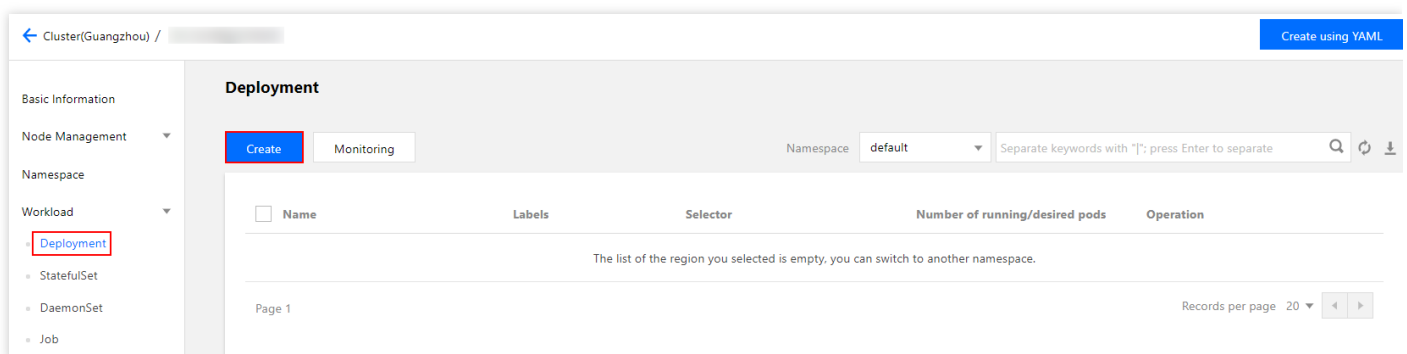 Cluster(Guangzhou) /
Create using YAML
Basic Information
Node Management
Namespace
Workload
Deployment
StatefulSet
DaemonSet
Job
Deployment
Create Monitoring Namespace default Separate keywords with "|"; press Enter to separate
Name Labels Selector Number of running/desired pods Operation
The list of the region you selected is empty, you can switch to another namespace.
Page 1 Records per page 20